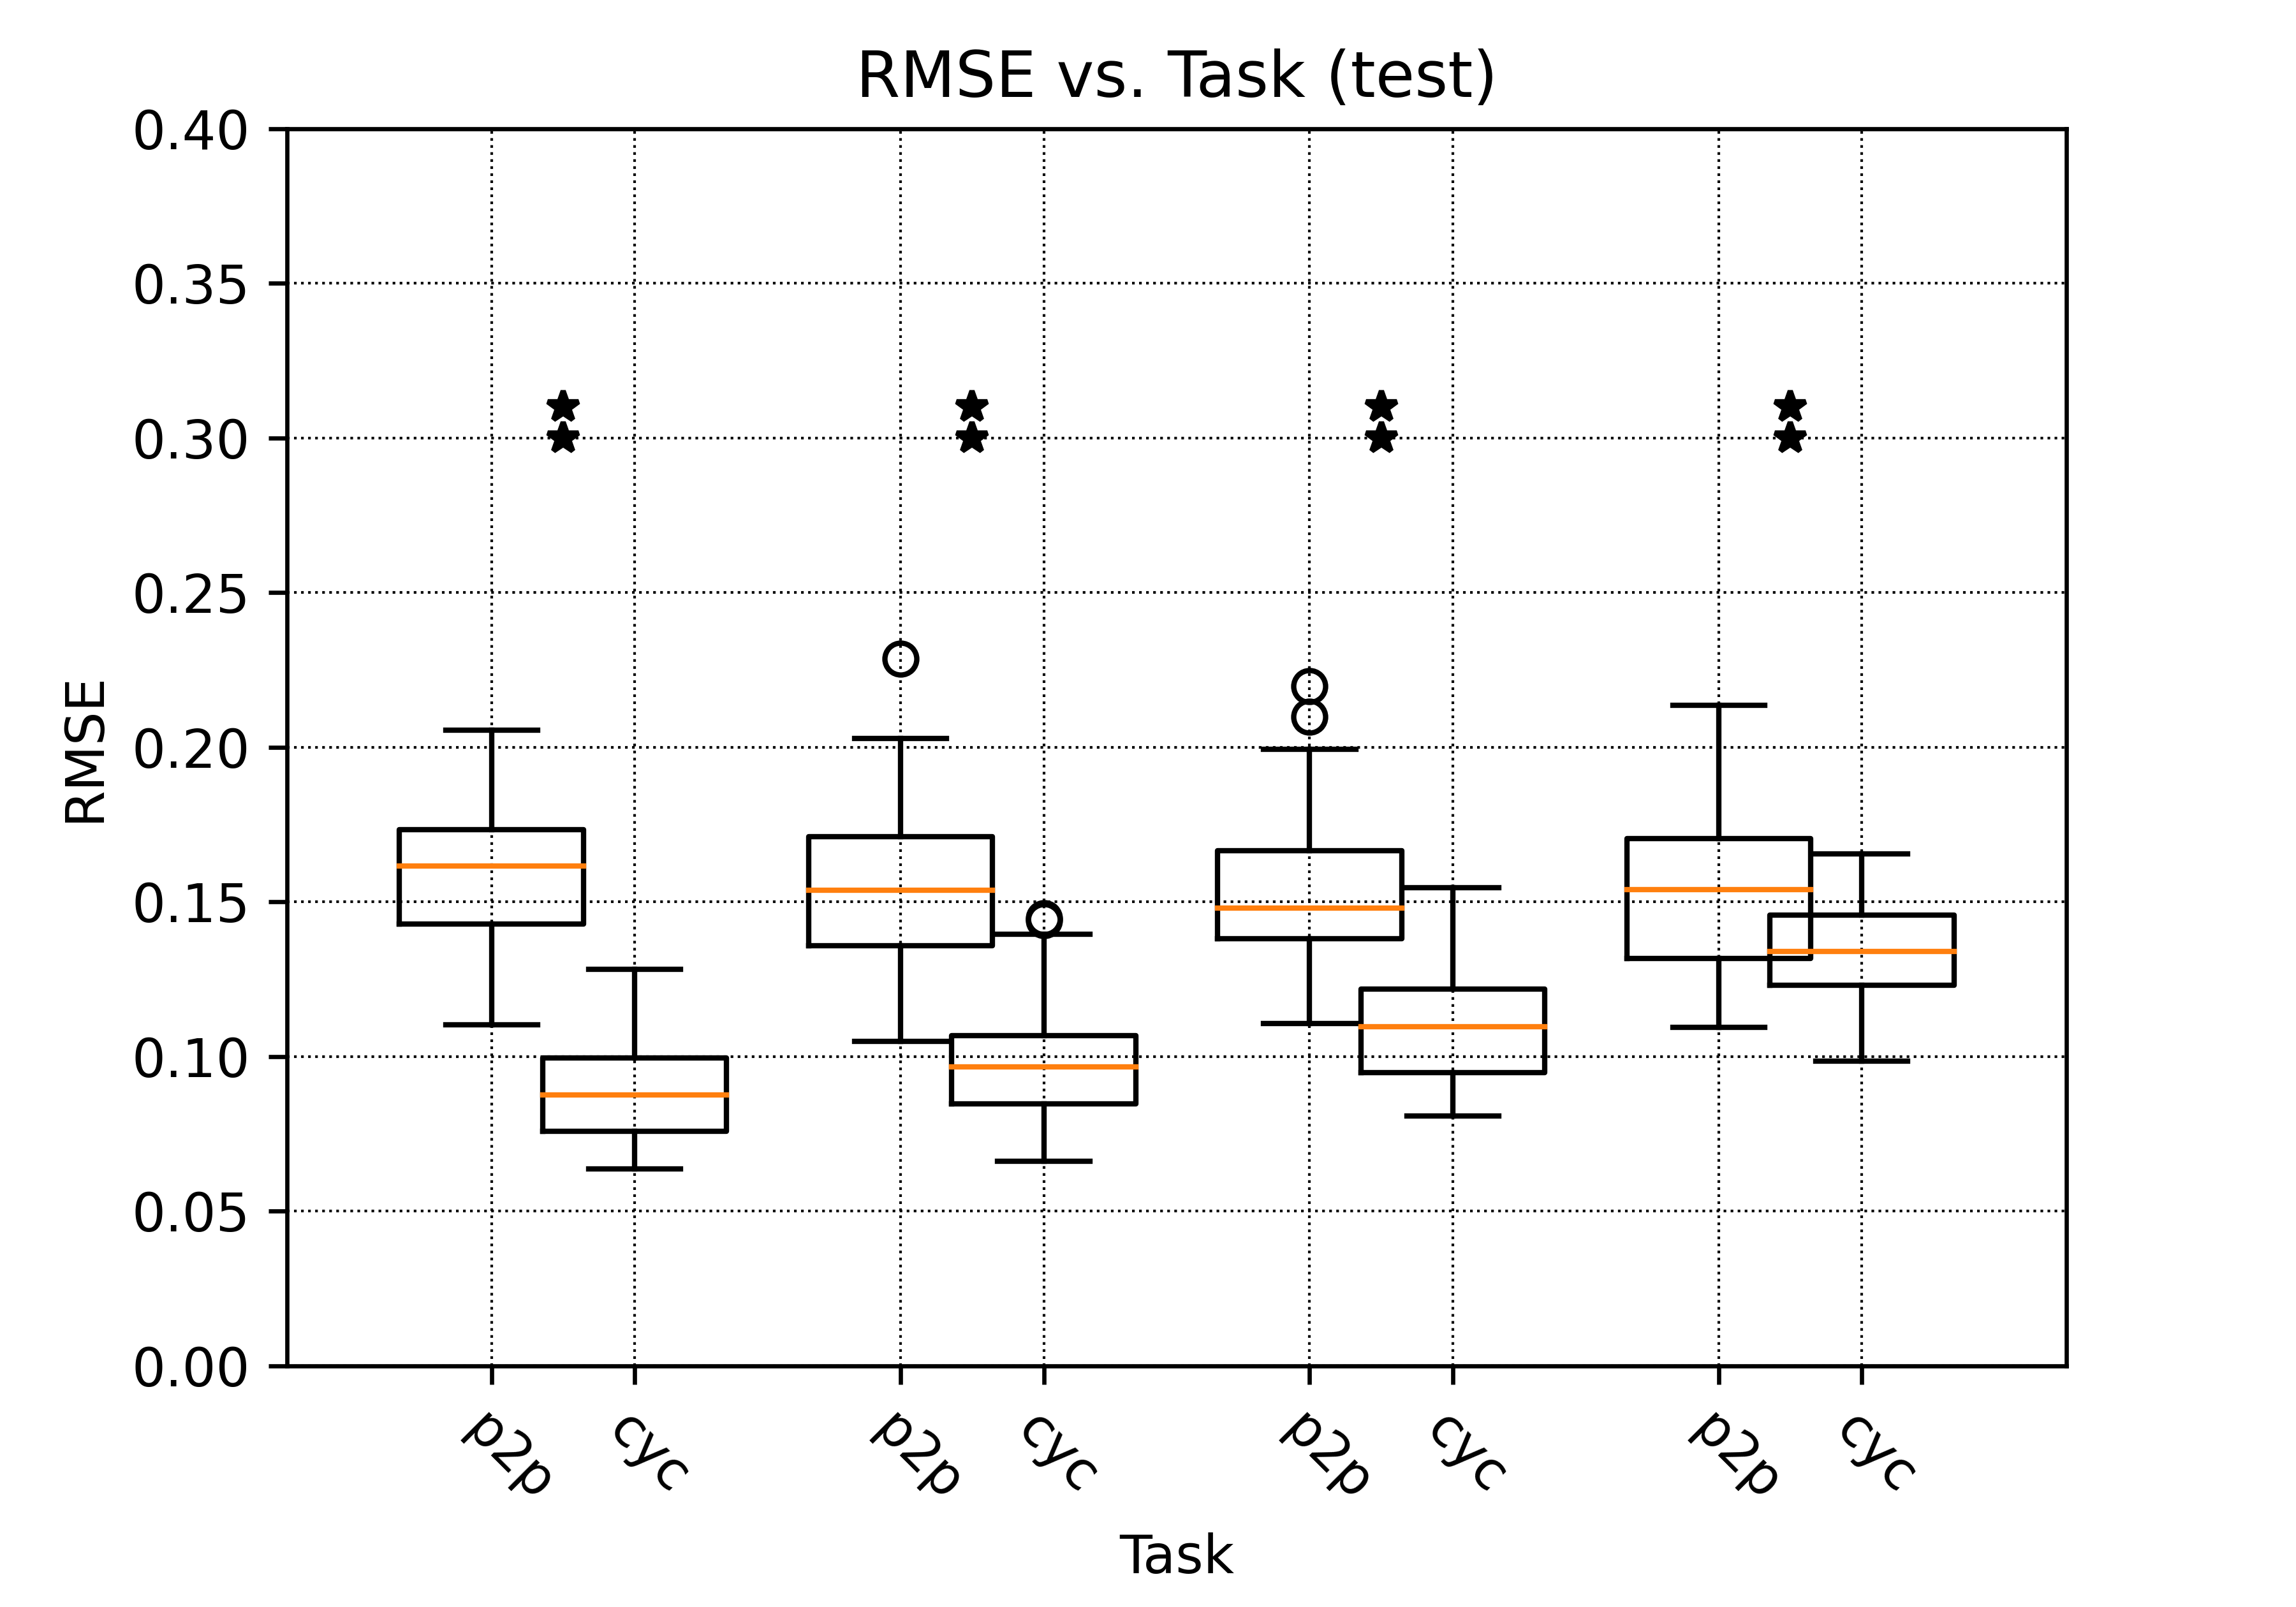 RMSE vs. Task (test)
0.40
0.35
0.30
0.25
0.20
0.15
0.10
0.05
0.00
RMSE
p2p cyc p2p cyc p2p cyc p2p cyc
Task